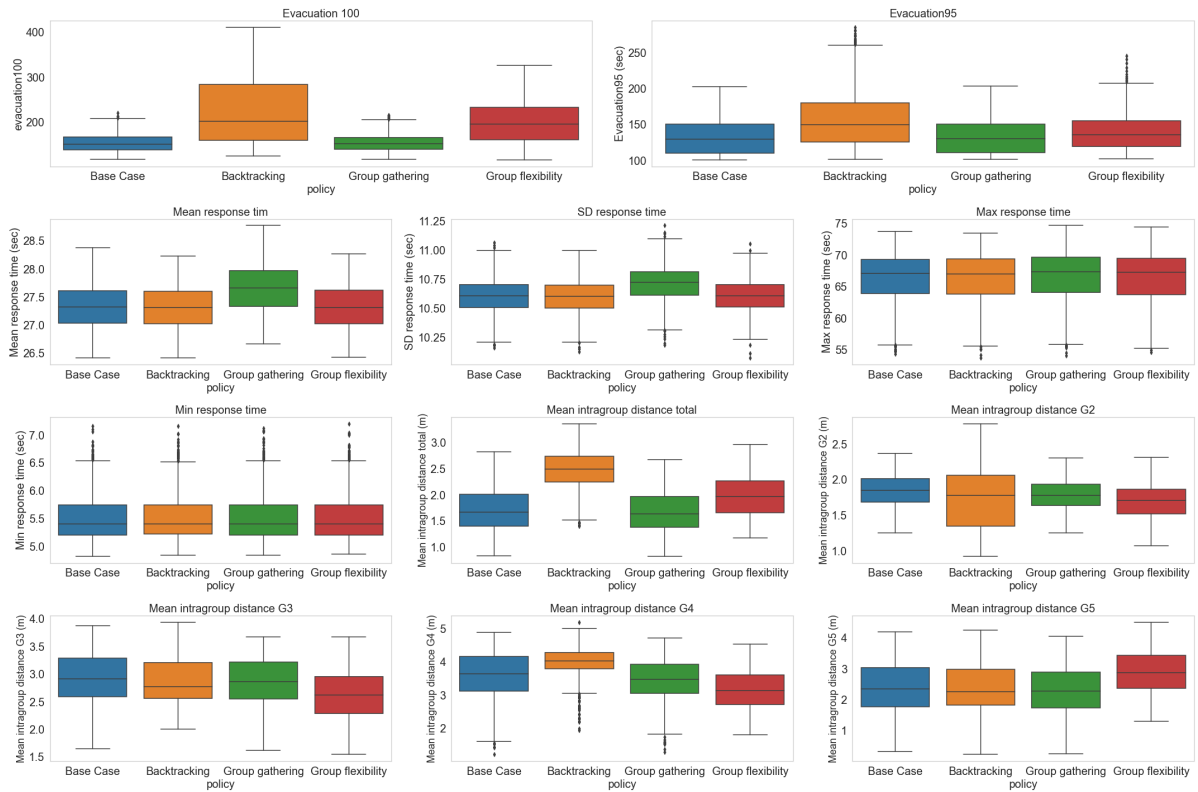 Evacuation 100
evacuation100
400
300
200
Base Case Backtracking Group gathering Group flexibility
policy
Evacuation95
Evacuation95 (sec)
250
200
150
100
Base Case Backtracking Group gathering Group flexibility
policy
Mean response tim
Mean response time (sec)
28.5
28.0
27.5
27.0
26.5
Base Case Backtracking Group gathering Group flexibility
policy
SD response time
SD response time (sec)
11.25
11.00
10.75
10.50
10.25
Base Case Backtracking Group gathering Group flexibility
policy
Max response time
Max response time (sec)
75
70
65
60
55
Base Case Backtracking Group gathering Group flexibility
policy
Min response time
Min response time (sec)
7.0
6.5
6.0
5.5
5.0
Base Case Backtracking Group gathering Group flexibility
policy
Mean intragroup distance total
Mean intragroup distance total (m)
3.0
2.5
2.0
1.5
1.0
Base Case Backtracking Group gathering Group flexibility
policy
Mean intragroup distance G2
Mean intragroup distance G2 (m)
2.5
2.0
1.5
1.0
Base Case Backtracking Group gathering Group flexibility
policy
Mean intragroup distance G3
Mean intragroup distance G3 (m)
4.0
3.5
3.0
2.5
2.0
1.5
Base Case Backtracking Group gathering Group flexibility
policy
Mean intragroup distance G4
Mean intragroup distance G4 (m)
5
4
3
2
Base Case Backtracking Group gathering Group flexibility
policy
Mean intragroup distance G5
Mean intragroup distance G5 (m)
4
3
2
1
Base Case Backtracking Group gathering Group flexibility
policy